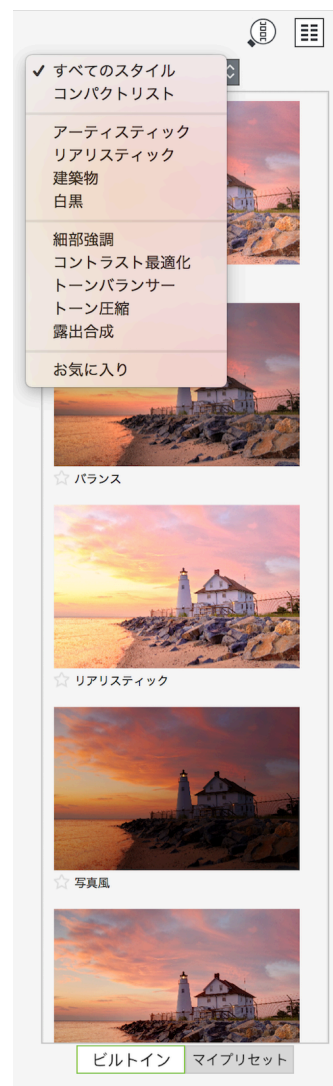 ✓ すべてのスタイル
コンパクトリスト
アーティスティック
リアリスティック
建築物
白黒
細部強調
コントラスト最適化
トーンバランサー
トーン圧縮
露出合成
お気に入り
バランス
リアリスティック
写真風
ビルトイン マイプリセット